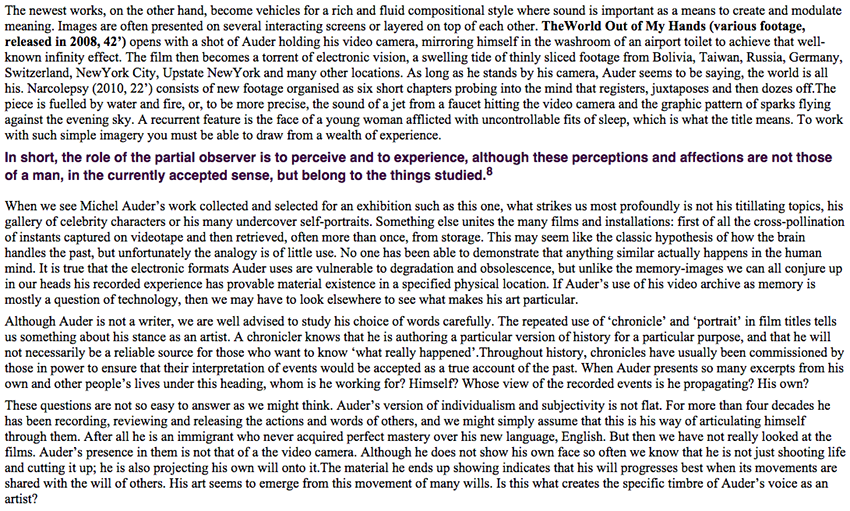 The newest works, on the other hand, become vehicles for a rich and fluid compositional style where sound is important as a means to create and modulate
meaning. Images are often presented on several interacting screens or layered on top of each other. TheWorld Out of My Hands (various footage,
released in 2008, 42’) opens with a shot of Auder holding his video camera, mirroring himself in the washroom of an airport toilet to achieve that well-
known infinity effect. The film then becomes a torrent of electronic vision, a swelling tide of thinly sliced footage from Bolivia, Taiwan, Russia, Germany,
Switzerland, NewYork City, Upstate NewYork and many other locations. As long as he stands by his camera, Auder seems to be saying, the world is all
his. Narcolepsy (2010, 22’) consists of new footage organised as six short chapters probing into the mind that registers, juxtaposes and then dozes off.The
piece is fuelled by water and fire, or, to be more precise, the sound of a jet from a faucet hitting the video camera and the graphic pattern of sparks flying
against the evening sky. A recurrent feature is the face of a young woman afflicted with uncontrollable fits of sleep, which is what the title means. To work
with such simple imagery you must be able to draw from a wealth of experience.
In short, the role of the partial observer is to perceive and to experience, although these perceptions and affections are not those
of a man, in the currently accepted sense, but belong to the things studied.8
When we see Michel Auder’s work collected and selected for an exhibition such as this one, what strikes us most profoundly is not his titillating topics, his
gallery of celebrity characters or his many undercover self-portraits. Something else unites the many films and installations: first of all the cross-pollination
of instants captured on videotape and then retrieved, often more than once, from storage. This may seem like the classic hypothesis of how the brain
handles the past, but unfortunately the analogy is of little use. No one has been able to demonstrate that anything similar actually happens in the human
mind. It is true that the electronic formats Auder uses are vulnerable to degradation and obsolescence, but unlike the memory-images we can all conjure up
in our heads his recorded experience has provable material existence in a specified physical location. If Auder’s use of his video archive as memory is
mostly a question of technology, then we may have to look elsewhere to see what makes his art particular.
Although Auder is not a writer, we are well advised to study his choice of words carefully. The repeated use of ‘chronicle’ and ‘portrait’ in film titles tells
us something about his stance as an artist. A chronicler knows that he is authoring a particular version of history for a particular purpose, and that he will
not necessarily be a reliable source for those who want to know ‘what really happened’.Throughout history, chronicles have usually been commissioned by
those in power to ensure that their interpretation of events would be accepted as a true account of the past. When Auder presents so many excerpts from his
own and other people’s lives under this heading, whom is he working for? Himself? Whose view of the recorded events is he propagating? His own?
These questions are not so easy to answer as we might think. Auder’s version of individualism and subjectivity is not flat. For more than four decades he
has been recording, reviewing and releasing the actions and words of others, and we might simply assume that this is his way of articulating himself
through them. After all he is an immigrant who never acquired perfect mastery over his new language, English. But then we have not really looked at the
films. Auder’s presence in them is not that of a the video camera. Although he does not show his own face so often we know that he is not just shooting life
and cutting it up; he is also projecting his own will onto it.The material he ends up showing indicates that his will progresses best when its movements are
shared with the will of others. His art seems to emerge from this movement of many wills. Is this what creates the specific timbre of Auder’s voice as an
artist?